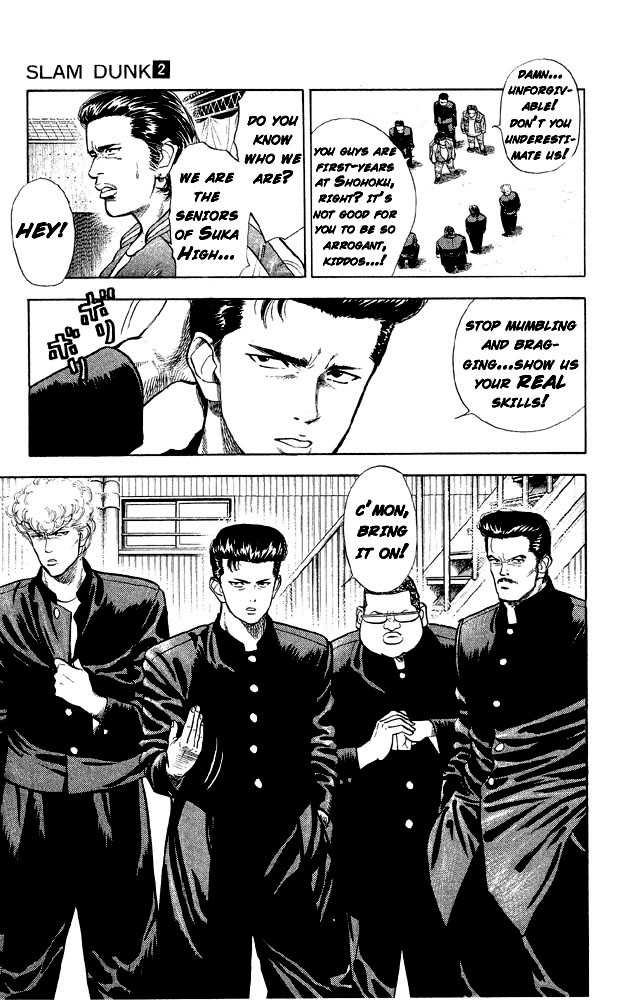 SLAM DUNK 2
DAMN...
UNFORGIV-
ABLE!
DON'T YOU
UNDERESTI-
MATE US!
YOU GUYS ARE
FIRST-YEARS
AT SHOHOKU,
RIGHT? IT'S
NOT GOOD FOR
YOU TO BE SO
ARROGANT,
KIDDOS...!
DO YOU
KNOW
WHO WE
ARE?
WE ARE
THE
SENIORS
OF SUKA
HIGH...
HEY!
STOP MUMBLING
AND BRAG-
GING...SHOW US
YOUR REAL
SKILLS!
ボキ
ボキ
C'MON,
BRING
IT ON!